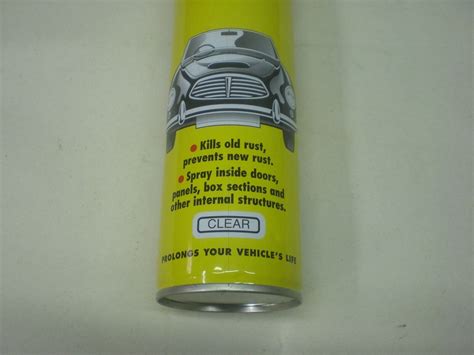 • Kills old rust,
prevents new rust.
• Spray inside doors,
panels, box sections and
other internal structures.
CLEAR
PROLONGS YOUR VEHICLE'S LIFE